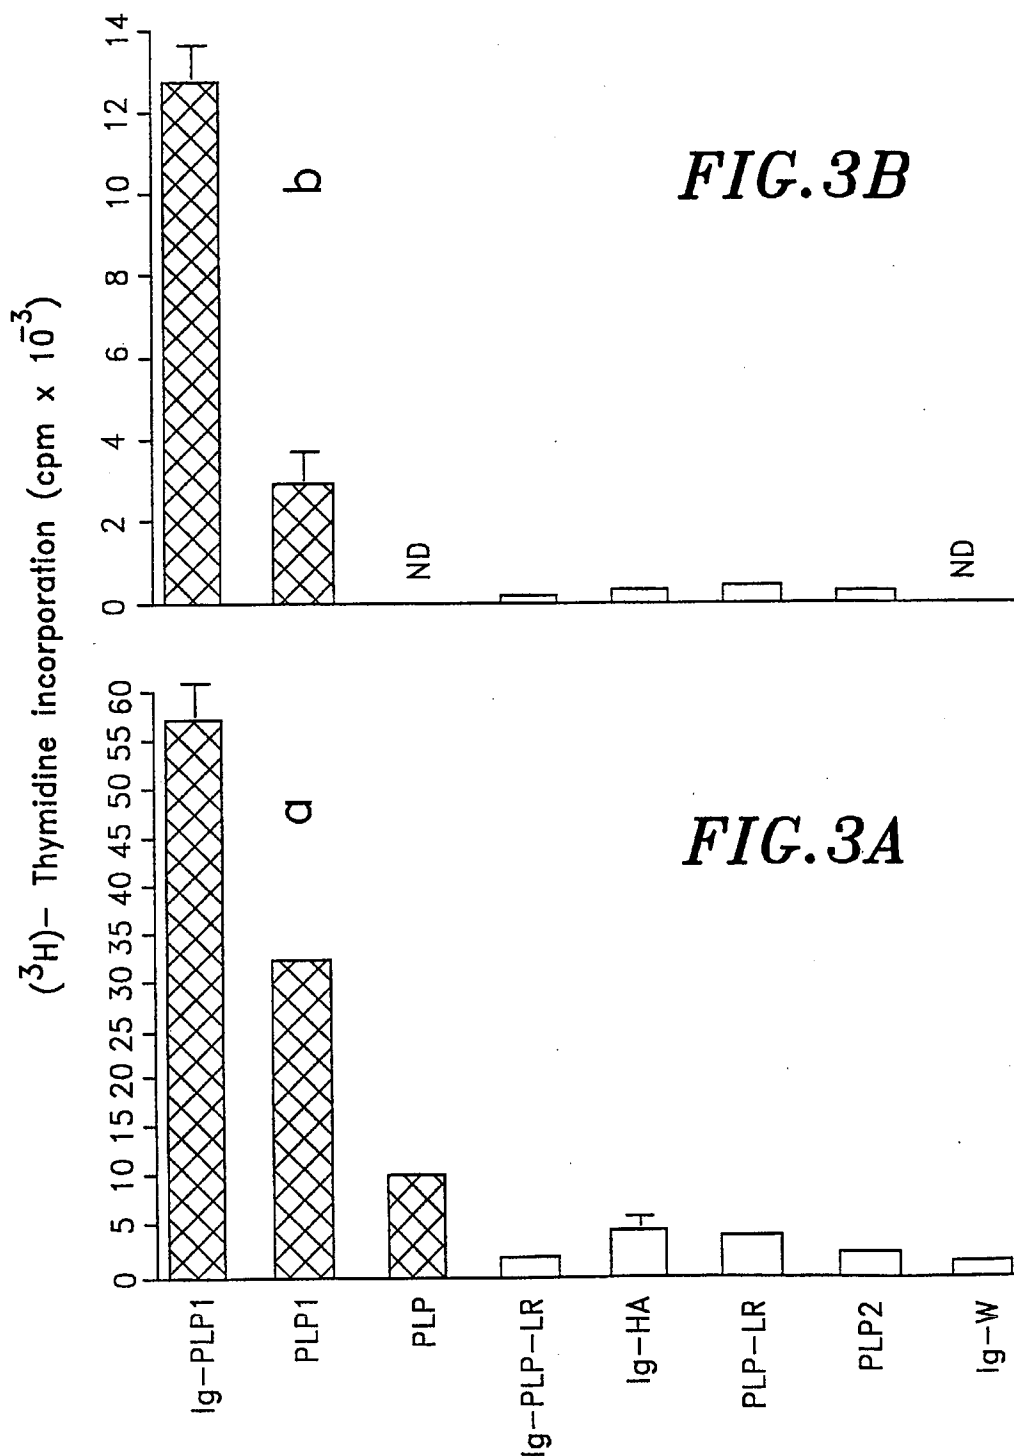 (³H)– Thymidine incorporation (cpm x 10⁻³)
14
12
10
8
6
4
2
0
b
FIG.3B
ND
ND
60
55
50
45
40
35
30
25
20
15
10
5
0
a
FIG.3A
Ig–PLP1
PLP1
PLP
Ig–PLP–LR
Ig–HA
PLP–LR
PLP2
Ig–W